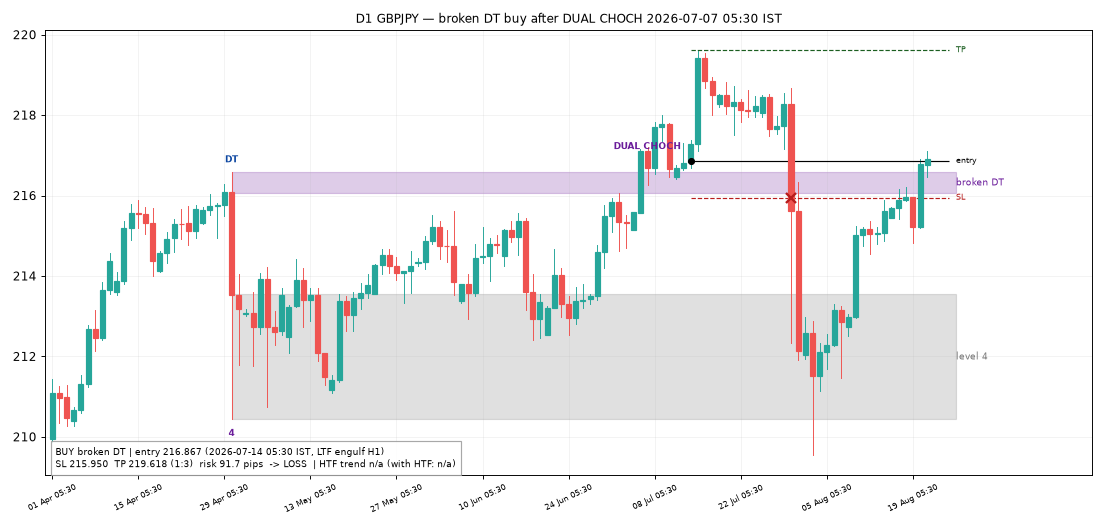 D1 GBPJPY — broken DT buy after DUAL CHOCH 2026-07-07 05:30 IST
220
218
216
214
212
210
TP
DUAL CHOCH
DT
entry
broken DT
SL
level 4
4
BUY broken DT | entry 216.867 (2026-07-14 05:30 IST, LTF engulf H1)
SL 215.950  TP 219.618 (1:3)  risk 91.7 pips  -> LOSS  | HTF trend n/a (with HTF: n/a)
01 Apr 05:30
15 Apr 05:30
29 Apr 05:30
13 May 05:30
27 May 05:30
10 Jun 05:30
24 Jun 05:30
08 Jul 05:30
22 Jul 05:30
05 Aug 05:30
19 Aug 05:30